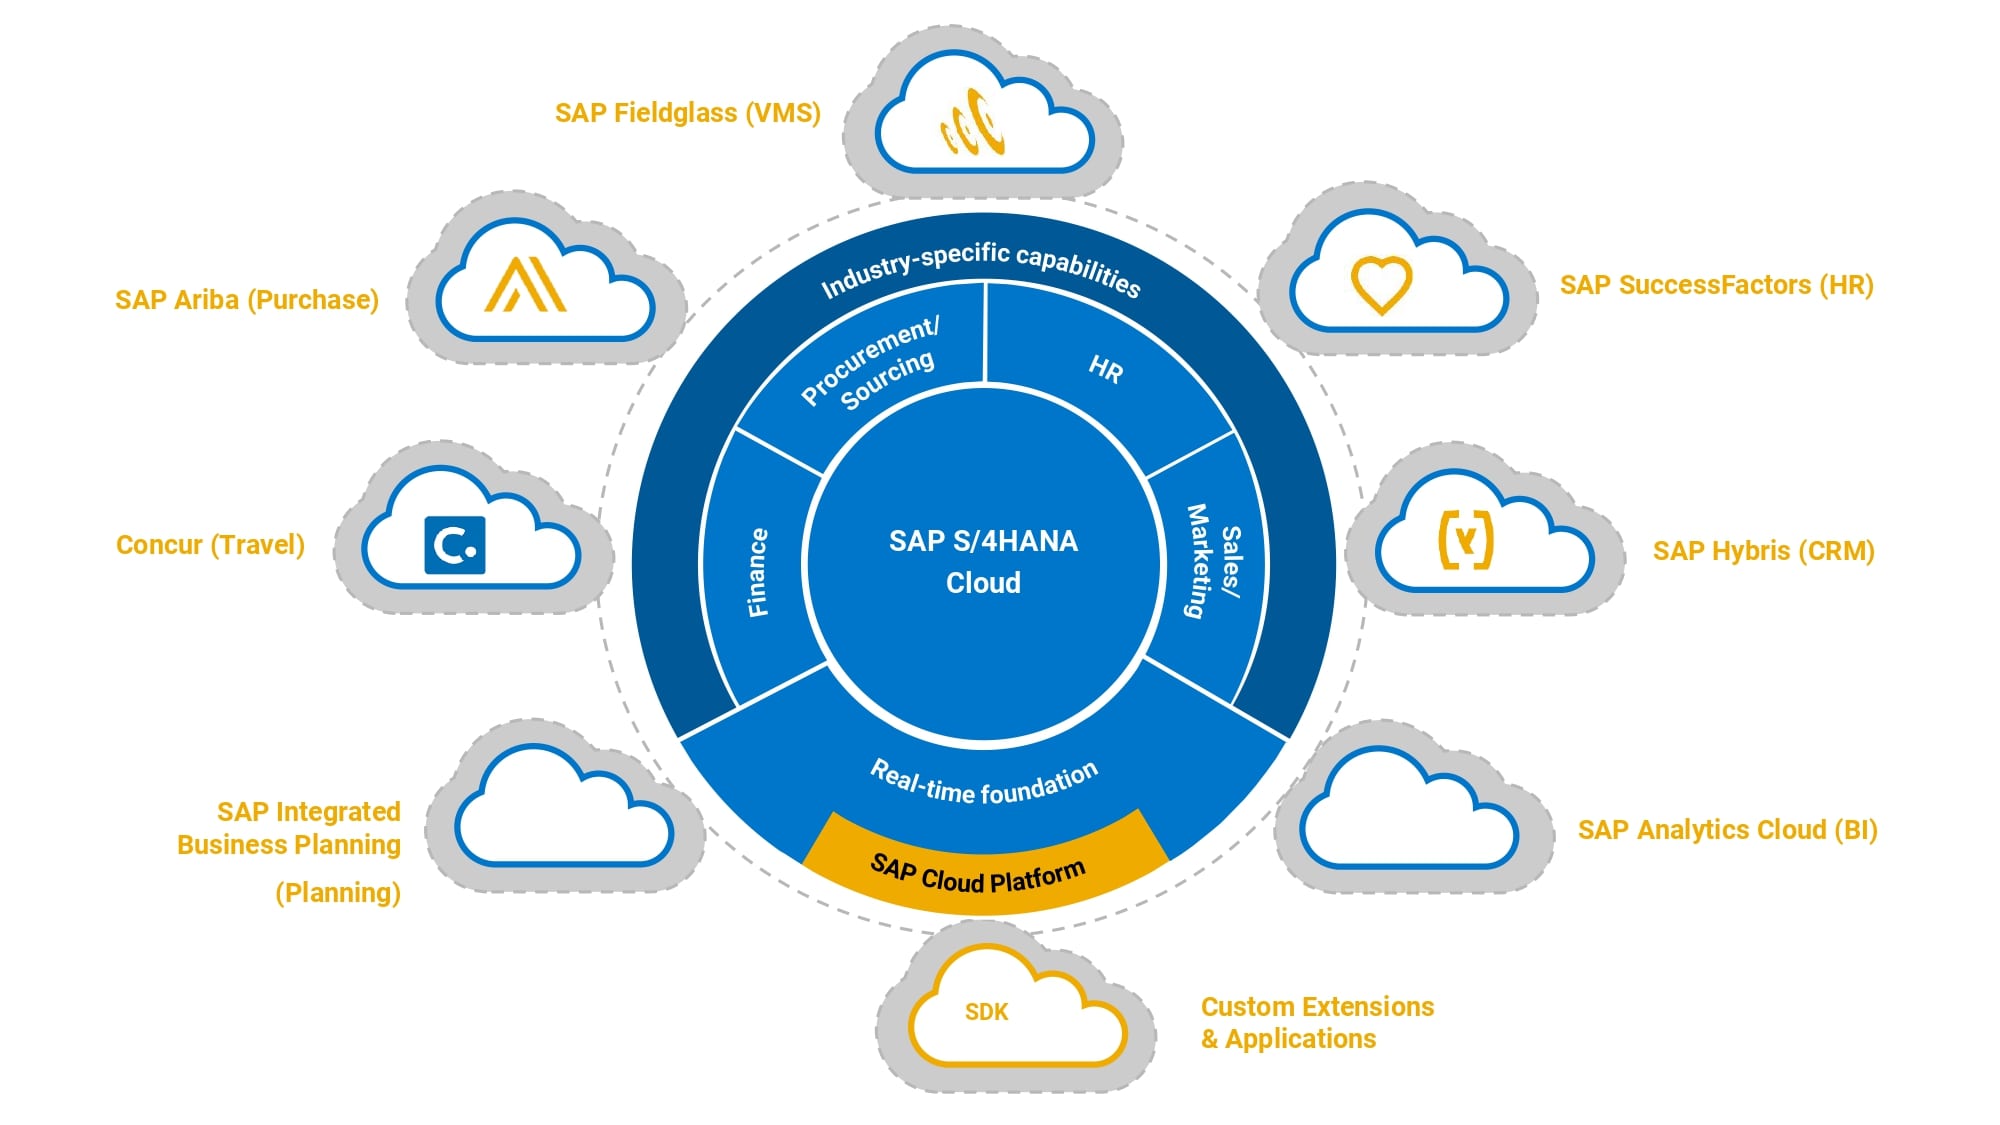 SAP Fieldglass (VMS)
SAP Ariba (Purchase)
SAP SuccessFactors (HR)
Industry-specific capabilities
Procurement/
Sourcing
HR
Concur (Travel)
C.
Finance
SAP S/4HANA
Cloud
Sales/
Marketing
SAP Hybris (CRM)
Real-time foundation
SAP Cloud Platform
SAP Integrated
Business Planning
(Planning)
SAP Analytics Cloud (BI)
SDK
Custom Extensions
& Applications